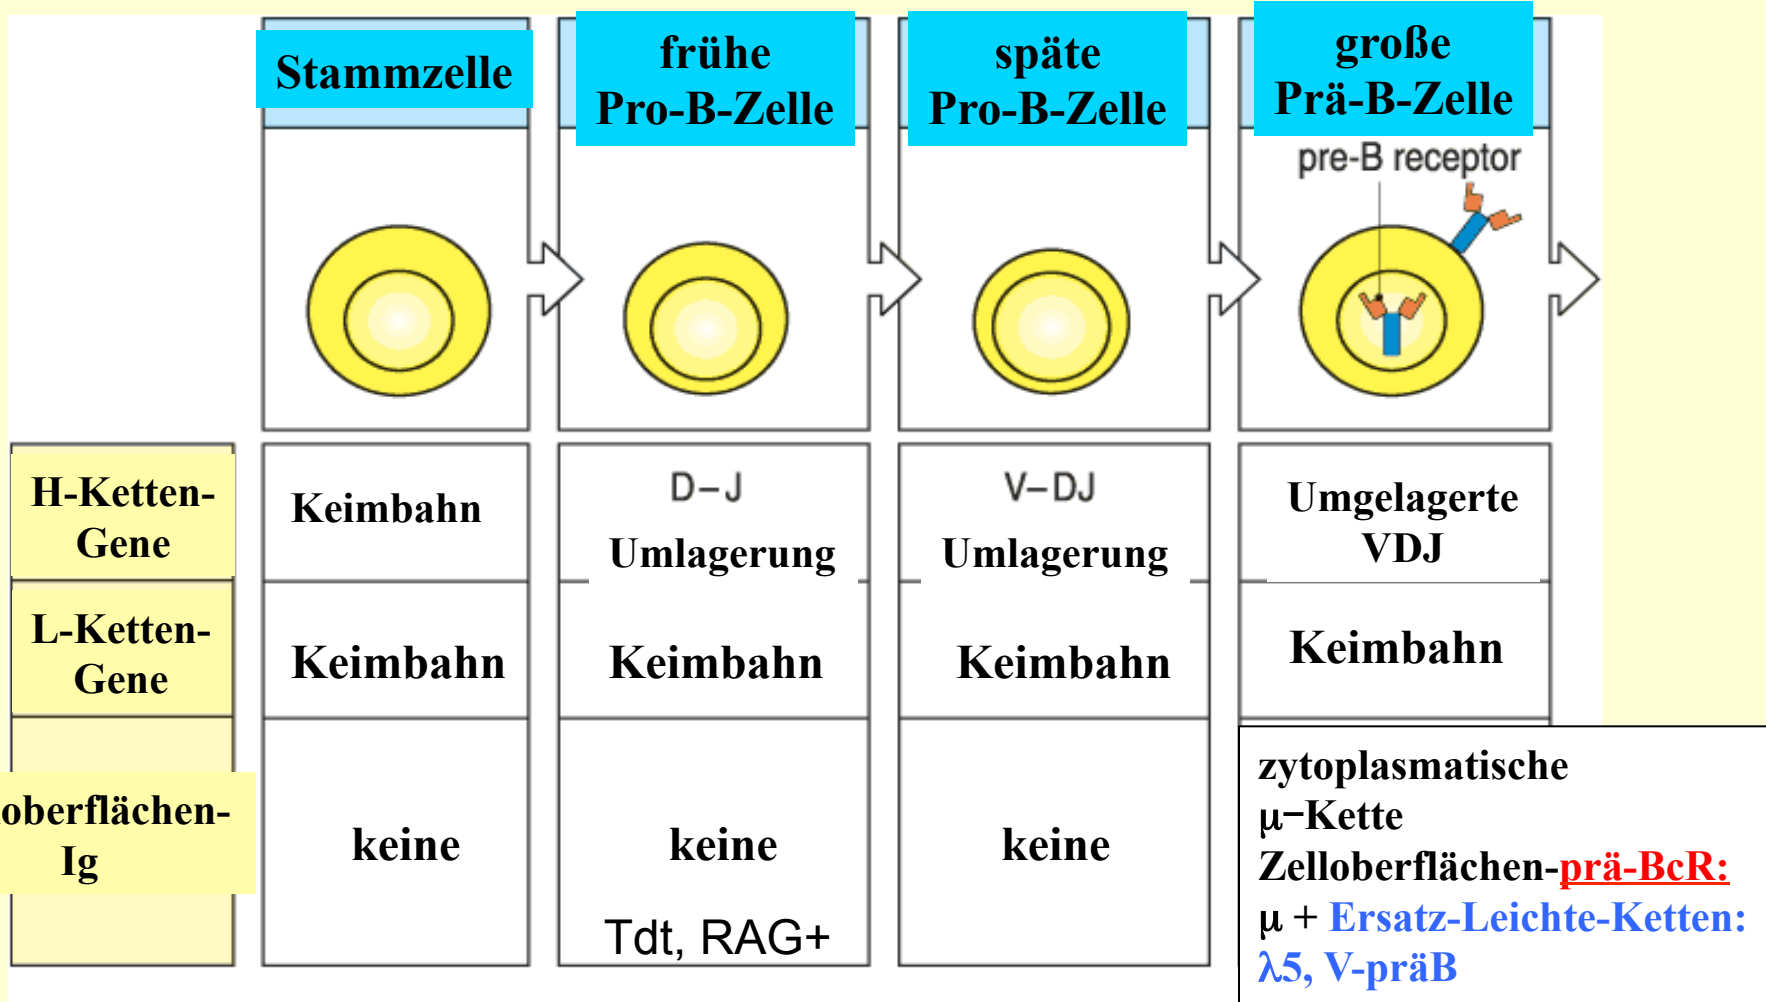 Stammzelle
frühe
Pro-B-Zelle
späte
Pro-B-Zelle
große
Prä-B-Zelle
pre-B receptor
H-Ketten-
Gene
Keimbahn
D–J
Umlagerung
V–DJ
Umlagerung
Umgelagerte
VDJ
L-Ketten-
Gene
Keimbahn
Keimbahn
Keimbahn
Keimbahn
oberflächen-
Ig
keine
keine
Tdt, RAG+
keine
zytoplasmatische
μ–Kette
Zelloberflächen-prä-BcR:
μ + Ersatz-Leichte-Ketten:
λ5, V-präB